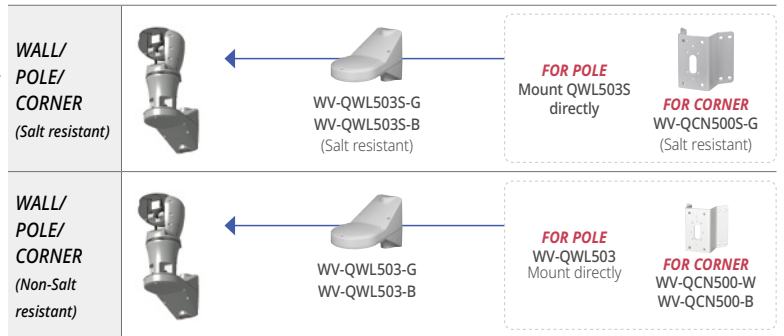 WALL/
POLE/
CORNER
(Salt resistant)
WV-QWL503S-G
WV-QWL503S-B
(Salt resistant)
FOR POLE
Mount QWL503S
directly
FOR CORNER
WV-QCN500S-G
(Salt resistant)
WALL/
POLE/
CORNER
(Non-Salt
resistant)
WV-QWL503-G
WV-QWL503-B
FOR POLE
WV-QWL503
Mount directly
FOR CORNER
WV-QCN500-W
WV-QCN500-B